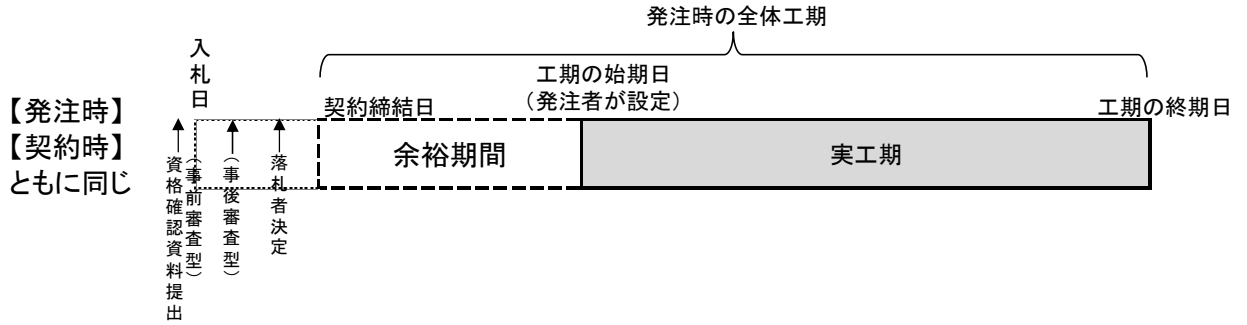 発注時の全体工期
入札日
工期の始期日
(発注者が設定)
【発注時】
【契約時】
ともに同じ
契約締結日
工期の終期日
余裕期間
実工期
資格確認資料提出
(事前審査型)
(事後審査型)
落札者決定